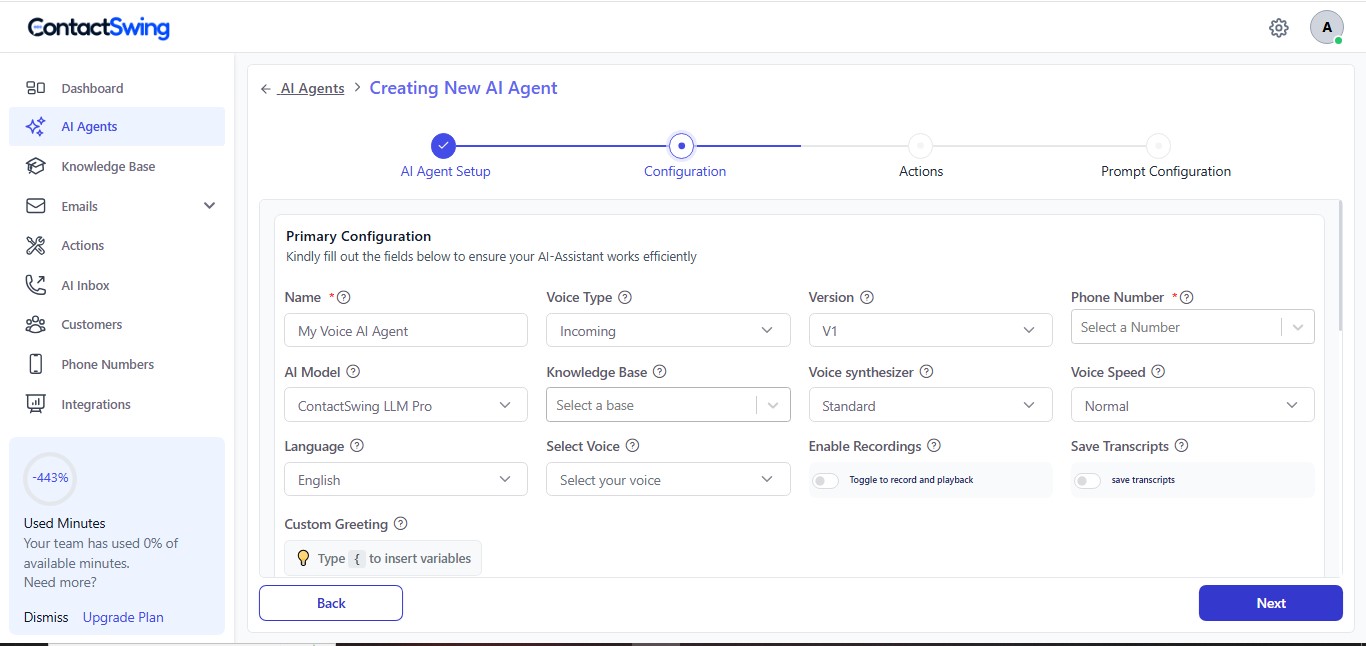 ContactSwing
A
Dashboard
AI Agents
Knowledge Base
Emails
Actions
AI Inbox
Customers
Phone Numbers
Integrations
-443%
Used Minutes
Your team has used 0% of
available minutes.
Need more?
Dismiss Upgrade Plan
← AI Agents > Creating New AI Agent
AI Agent Setup Configuration Actions Prompt Configuration
Primary Configuration
Kindly fill out the fields below to ensure your AI-Assistant works efficiently
Name * ? Voice Type ? Version ? Phone Number * ?
My Voice AI Agent Incoming V1 Select a Number
AI Model ? Knowledge Base ? Voice synthesizer ? Voice Speed ?
ContactSwing LLM Pro Select a base Standard Normal
Language ? Select Voice ? Enable Recordings ? Save Transcripts ?
English Select your voice Toggle to record and playback save transcripts
Custom Greeting ?
Type { to insert variables
Back Next